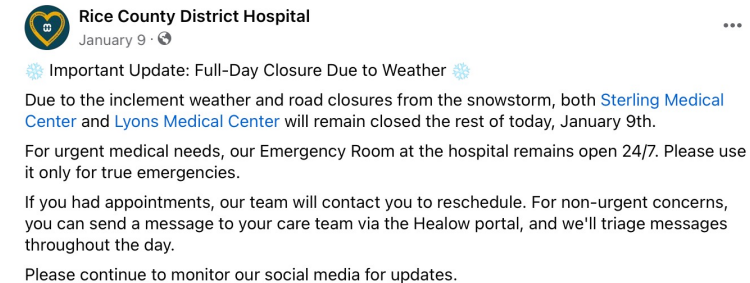 Rice County District Hospital
January 9 ·
❄️ Important Update: Full-Day Closure Due to Weather ❄️
Due to the inclement weather and road closures from the snowstorm, both Sterling Medical
Center and Lyons Medical Center will remain closed the rest of today, January 9th.
For urgent medical needs, our Emergency Room at the hospital remains open 24/7. Please use
it only for true emergencies.
If you had appointments, our team will contact you to reschedule. For non-urgent concerns,
you can send a message to your care team via the Healow portal, and we'll triage messages
throughout the day.
Please continue to monitor our social media for updates.